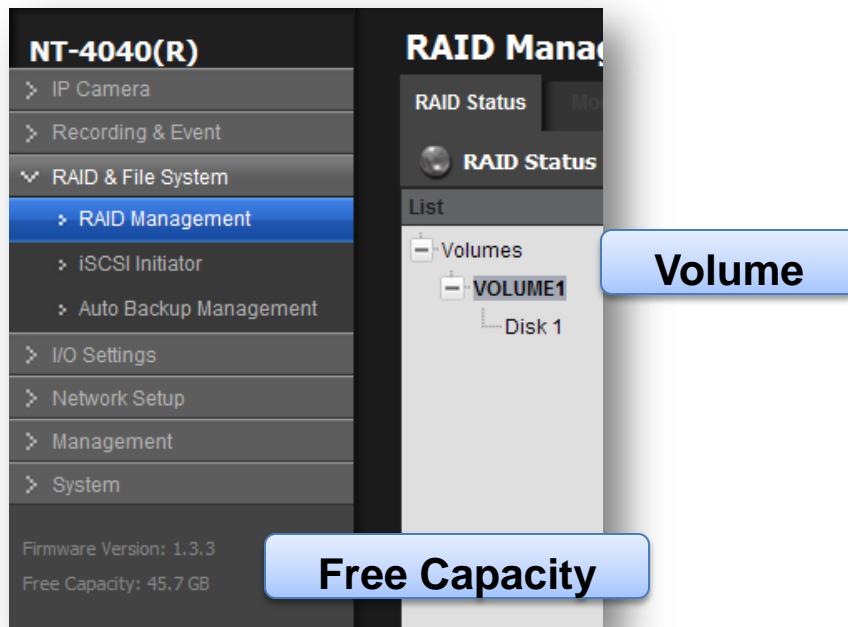 NT-4040(R)
IP Camera
Recording & Event
RAID & File System
RAID Management
iSCSI Initiator
Auto Backup Management
I/O Settings
Network Setup
Management
System
Firmware Version: 1.3.3
Free Capacity: 45.7 GB
RAID Mana
RAID Status
RAID Status
List
Volumes
VOLUME1
Disk 1
Volume
Free Capacity